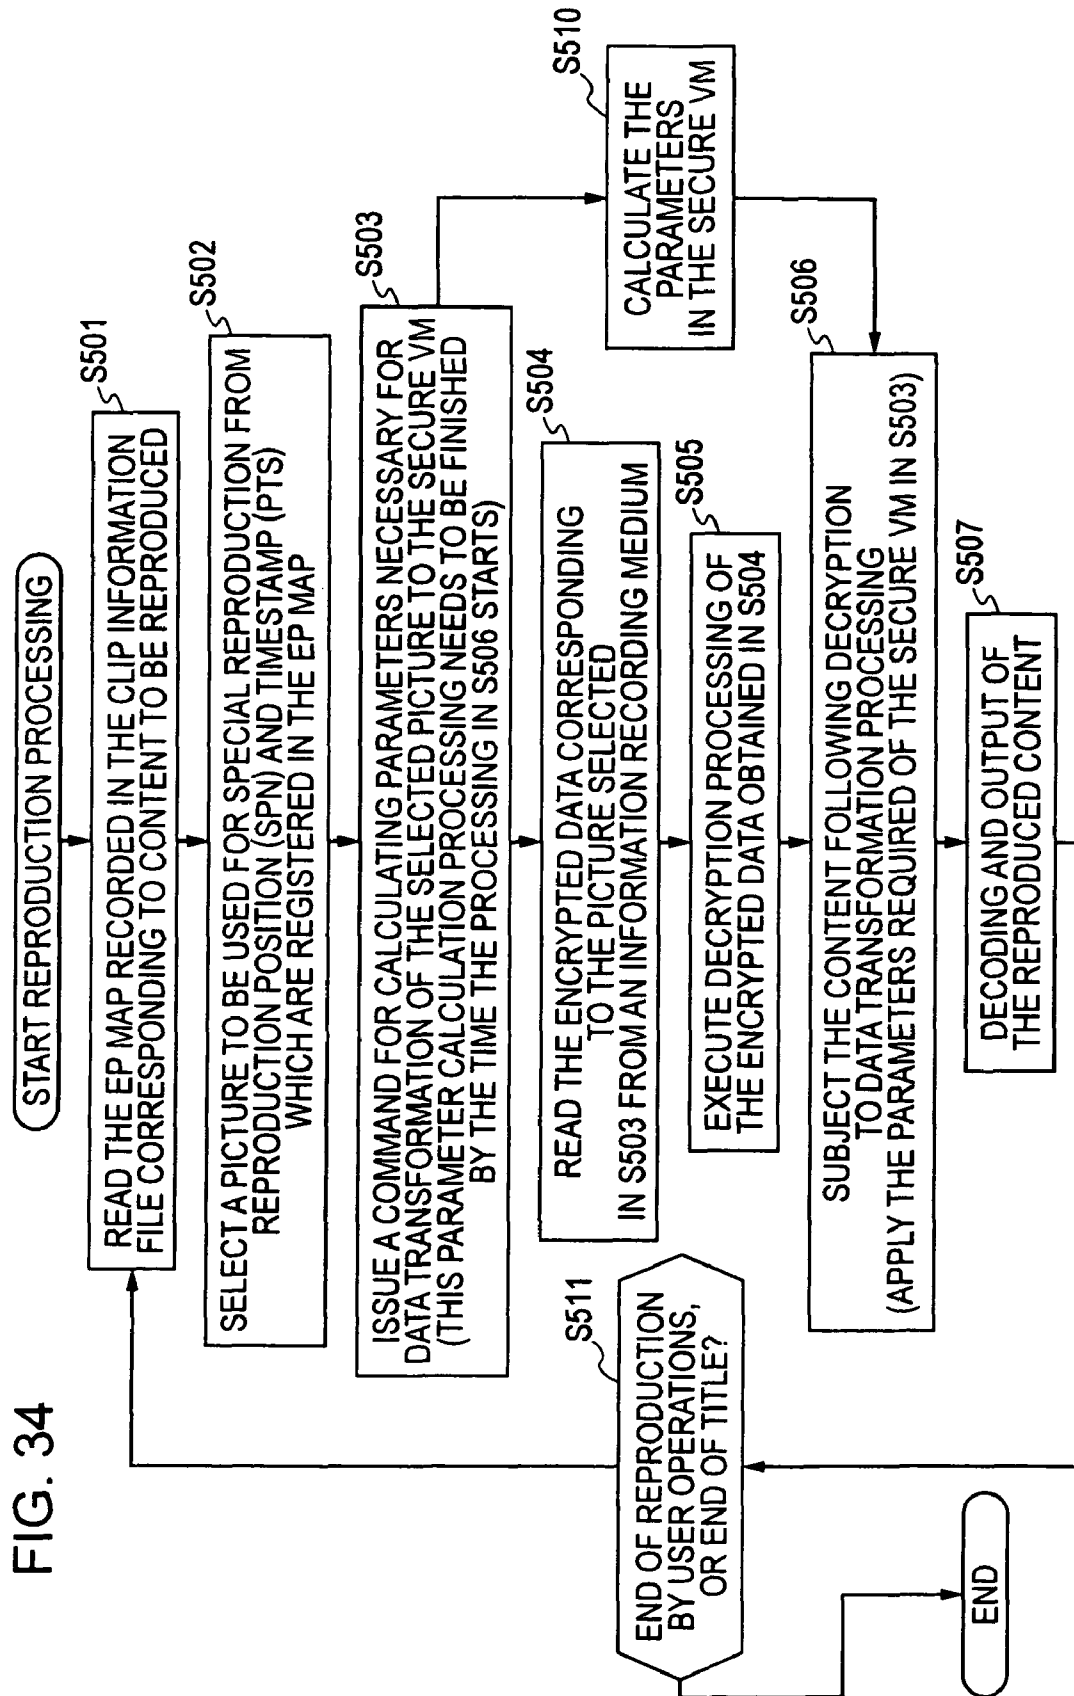 FIG. 34
START REPRODUCTION PROCESSING
S501
READ THE EP MAP RECORDED IN THE CLIP INFORMATION
FILE CORRESPONDING TO CONTENT TO BE REPRODUCED
S502
SELECT A PICTURE TO BE USED FOR SPECIAL REPRODUCTION FROM
REPRODUCTION POSITION (SPN) AND TIMESTAMP (PTS)
WHICH ARE REGISTERED IN THE EP MAP
S503
ISSUE A COMMAND FOR CALCULATING PARAMETERS NECESSARY FOR
DATA TRANSFORMATION OF THE SELECTED PICTURE TO THE SECURE VM
(THIS PARAMETER CALCULATION PROCESSING NEEDS TO BE FINISHED
BY THE TIME THE PROCESSING IN S506 STARTS)
S510
CALCULATE THE
PARAMETERS
IN THE SECURE VM
S504
READ THE ENCRYPTED DATA CORRESPONDING
TO THE PICTURE SELECTED
IN S503 FROM AN INFORMATION RECORDING MEDIUM
S505
EXECUTE DECRYPTION PROCESSING OF
THE ENCRYPTED DATA OBTAINED IN S504
S506
SUBJECT THE CONTENT FOLLOWING DECRYPTION
TO DATA TRANSFORMATION PROCESSING
(APPLY THE PARAMETERS REQUIRED OF THE SECURE VM IN S503)
S507
DECODING AND OUTPUT OF
THE REPRODUCED CONTENT
S511
END OF REPRODUCTION
BY USER OPERATIONS,
OR END OF TITLE?
END